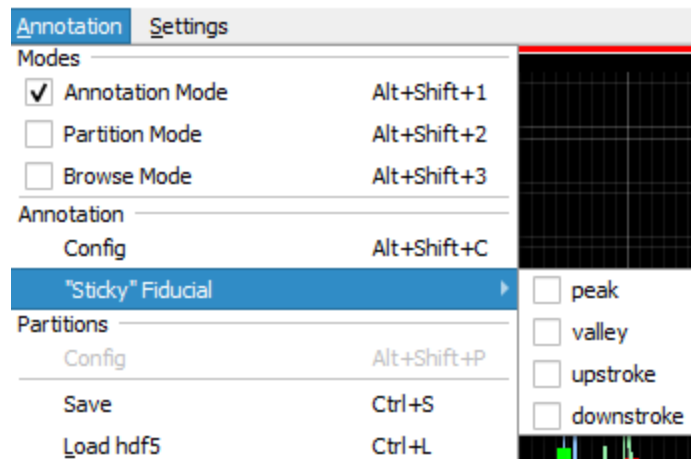 Annotation Settings
Modes
Annotation Mode Alt+Shift+1
Partition Mode Alt+Shift+2
Browse Mode Alt+Shift+3
Annotation
Config Alt+Shift+C
"Sticky" Fiducial
peak
valley
upstroke
downstroke
Partitions
Config Alt+Shift+P
Save Ctrl+S
Load hdf5 Ctrl+L